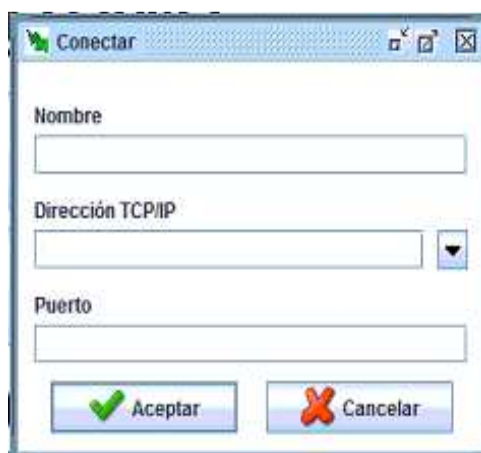 Conectar
Nombre
Dirección TCP/IP
Puerto
Aceptar
Cancelar